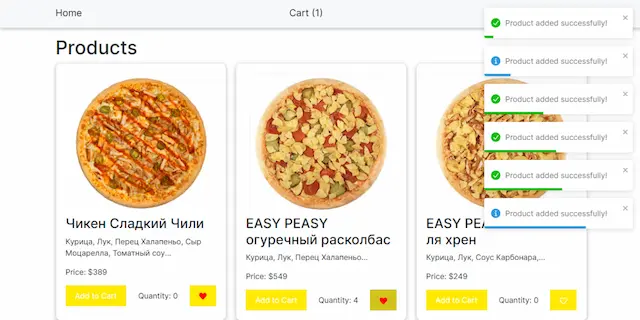 Home
Cart (1)
Product added successfully!
Product added successfully!
Product added successfully!
Product added successfully!
Product added successfully!
Product added successfully!
Products
Чикен Сладкий Чили
Курица, Лук, Перец Халапеньо, Сыр
Моцарелла, Томатный соу...
Price: $389
Add to Cart
Quantity: 0
EASY PEASY
огуречный расколбас
Курица, Лук, Перец Халапеньо...
Price: $549
Add to Cart
Quantity: 4
EASY PEASY
ля хрен
Курица, Лук, Соус Карбонара,...
Price: $249
Add to Cart
Quantity: 0